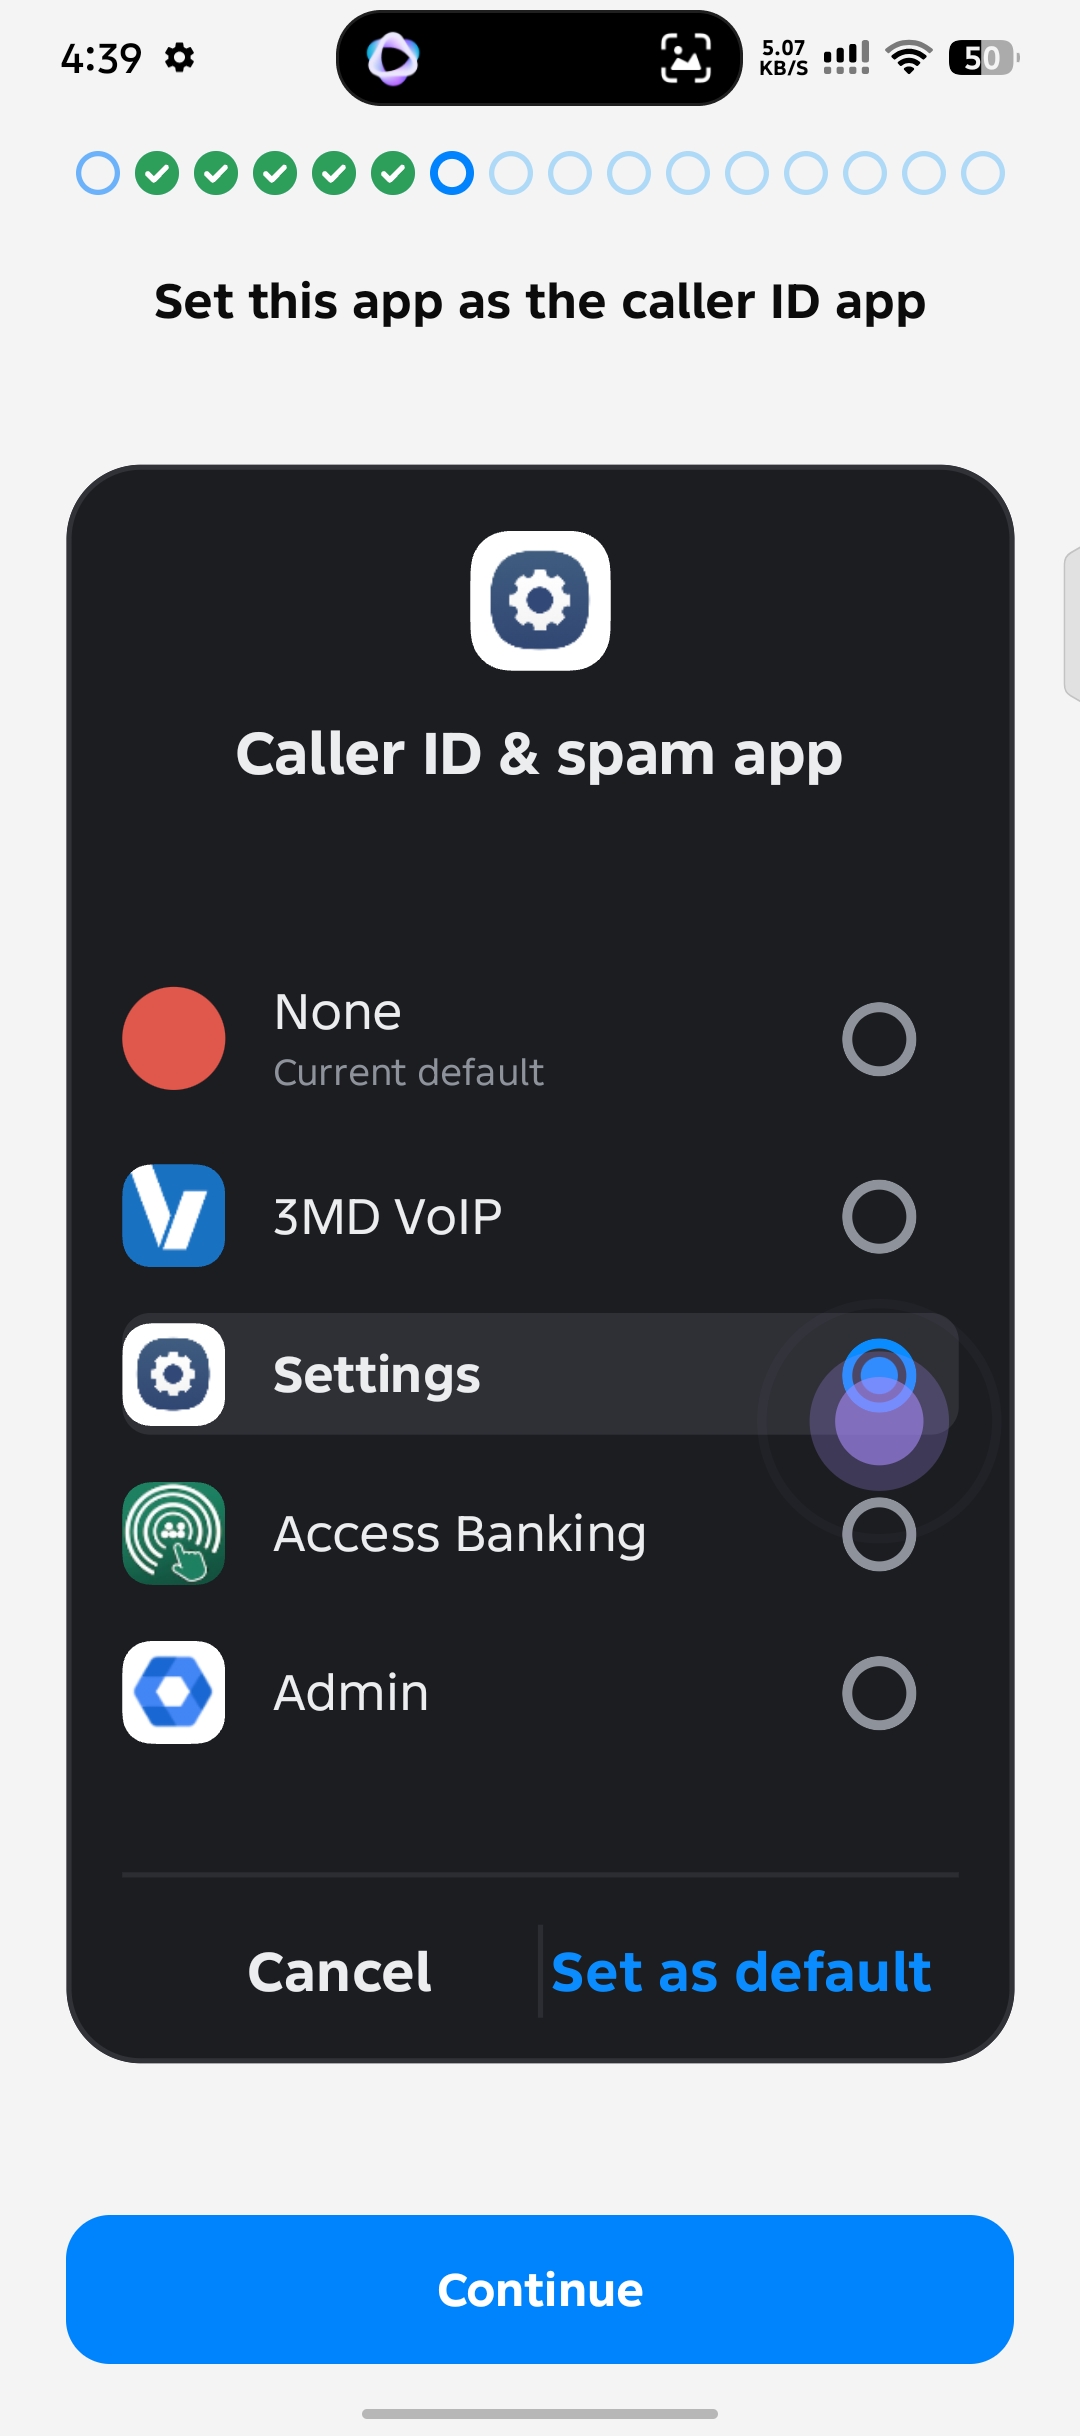 4:39
5.07
KB/S
50
Set this app as the caller ID app
Caller ID & spam app
None
Current default
3MD VoIP
Settings
Access Banking
Admin
Cancel
Set as default
Continue